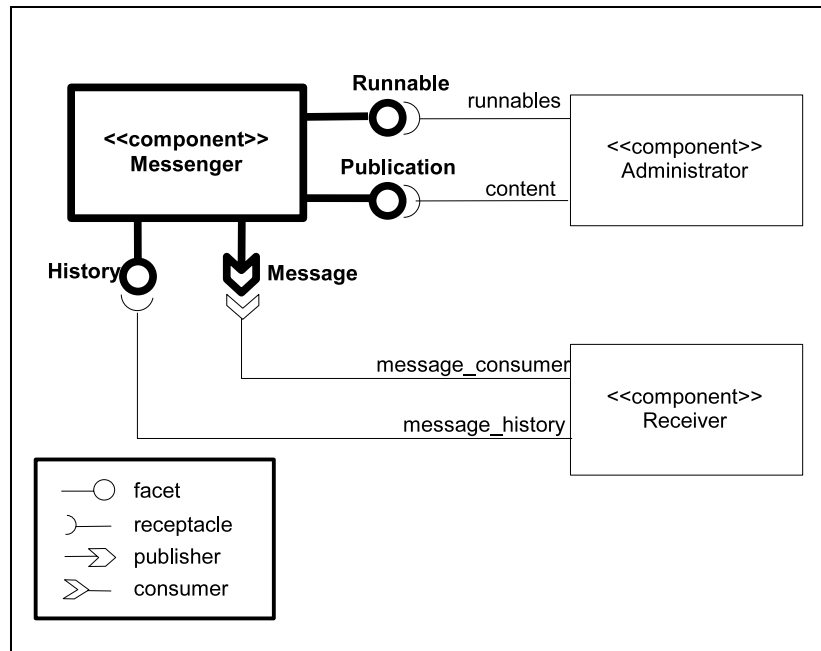 Runnable
runnables
<<component>>
Messenger
<<component>>
Administrator
Publication
content
History
Message
message_consumer
<<component>>
Receiver
message_history
facet
receptacle
publisher
consumer